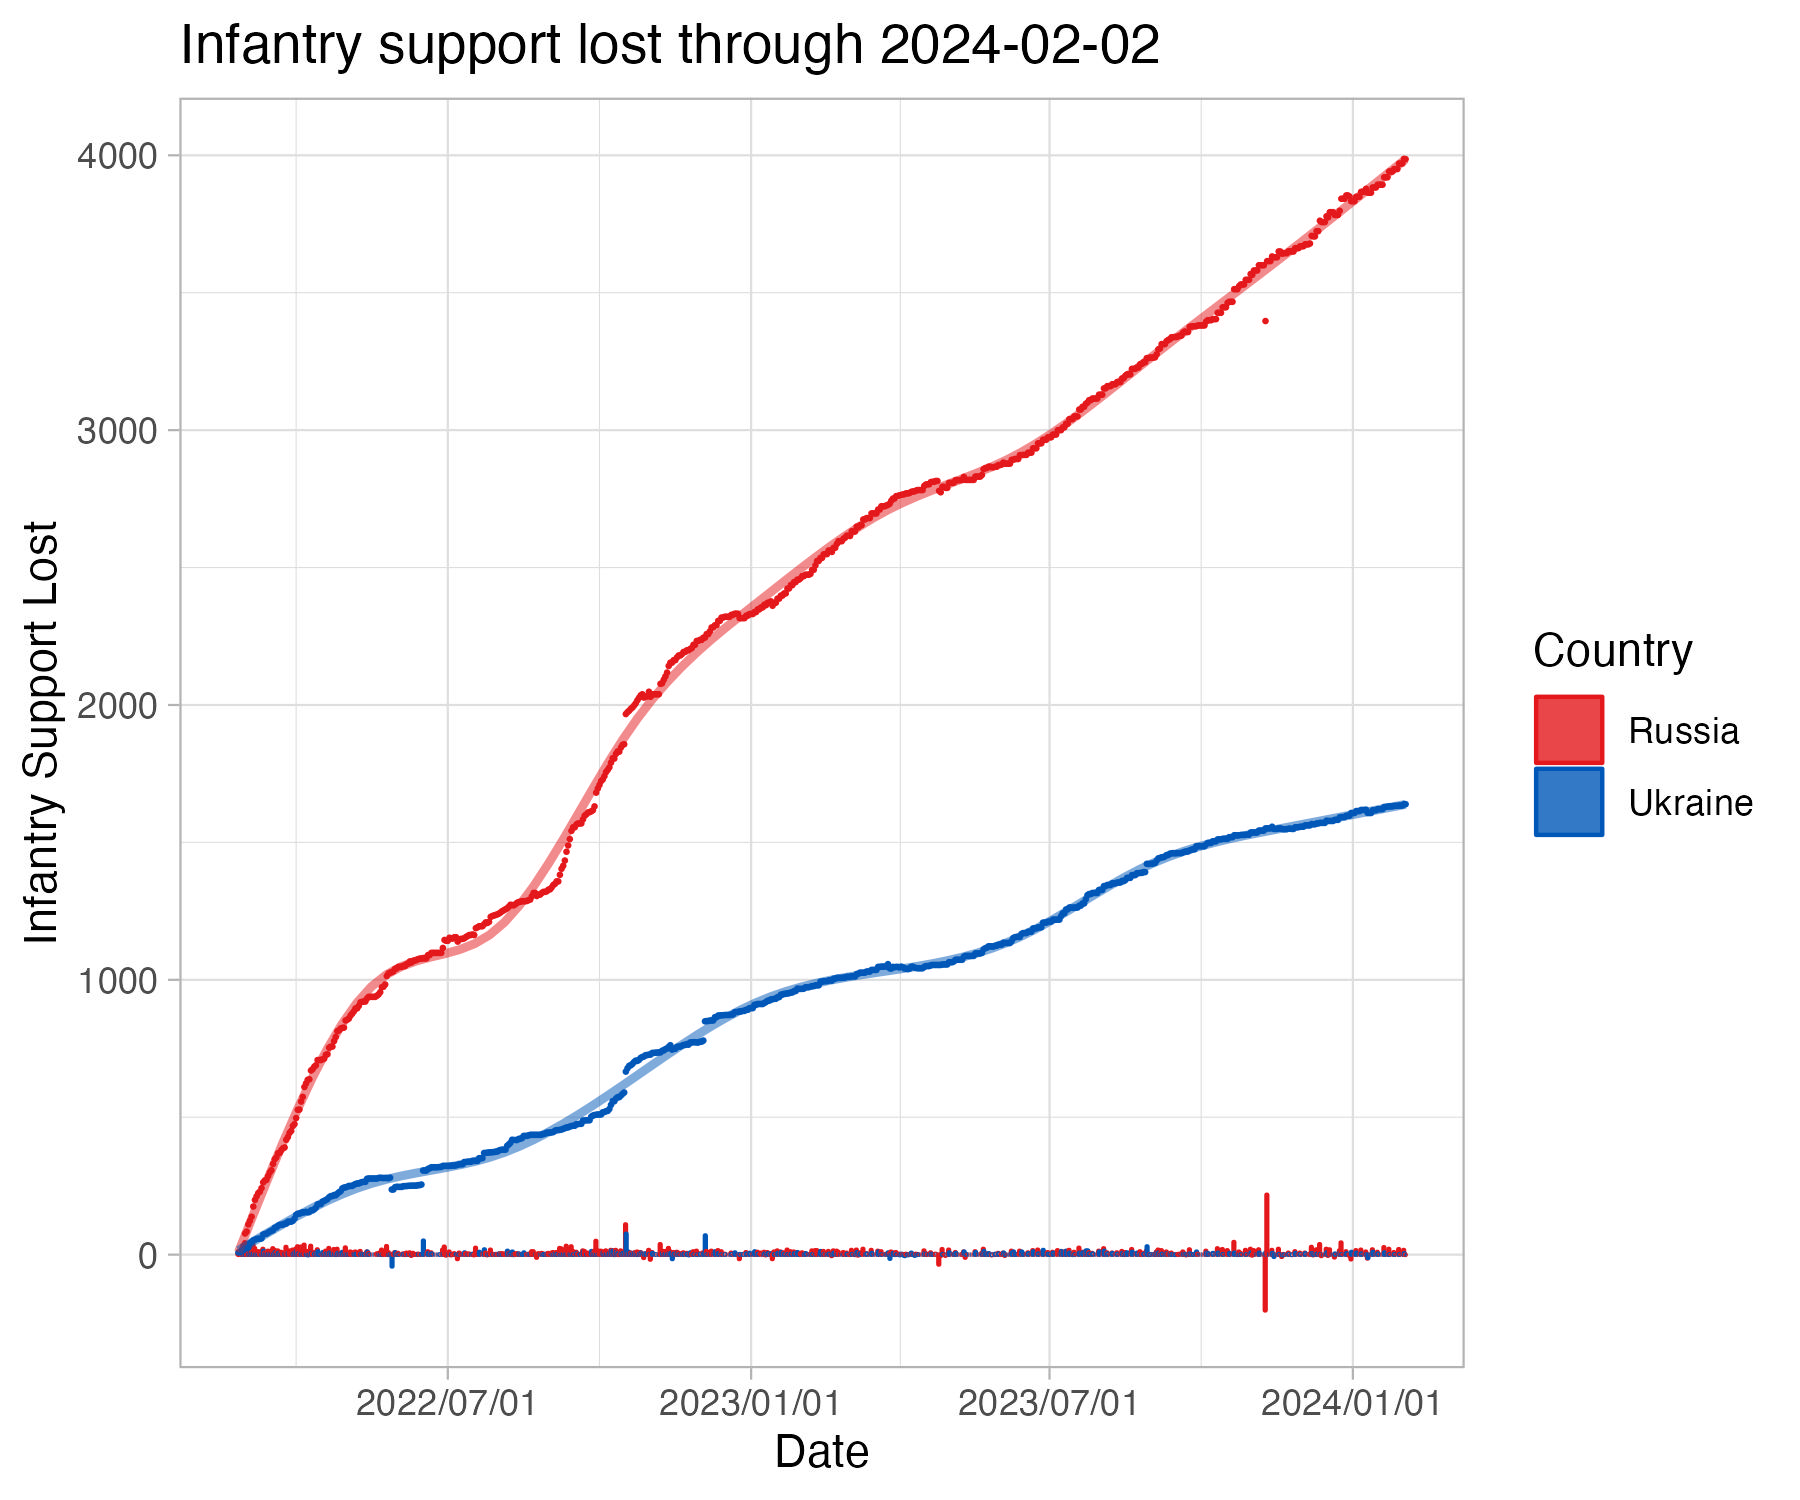 Infantry support lost through 2024-02-02
Infantry Support Lost
4000
3000
2000
1000
0
2022/07/01
2023/01/01
2023/07/01
2024/01/01
Date
Country
Russia
Ukraine